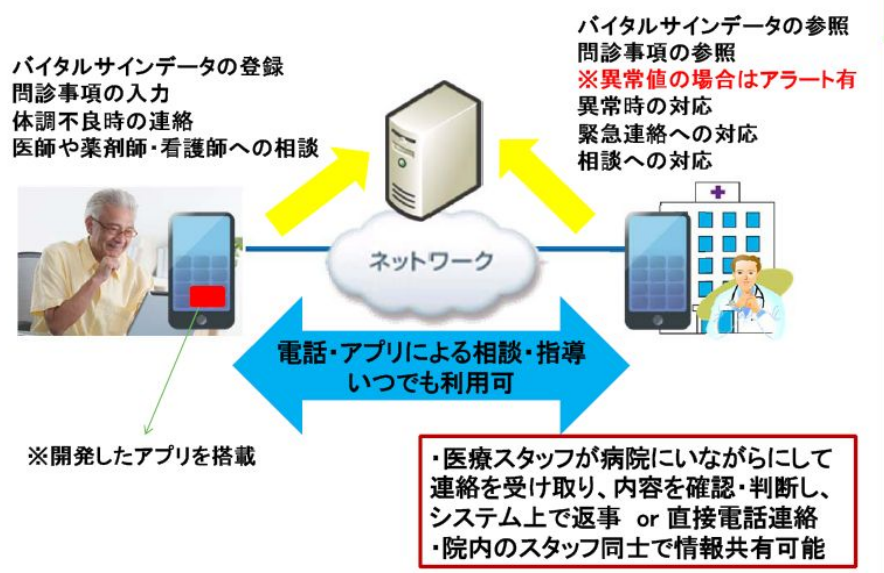 バイタルサインデータの登録
問診事項の入力
体調不良時の連絡
医師や薬剤師・看護師への相談
バイタルサインデータの参照
問診事項の参照
※異常値の場合はアラート有
異常時の対応
緊急連絡への対応
相談への対応
ネットワーク
電話・アプリによる相談・指導
いつでも利用可
※開発したアプリを搭載
・医療スタッフが病院にいながらにして
連絡を受け取り、内容を確認・判断し、
システム上で返事 or 直接電話連絡
・院内のスタッフ同士で情報共有可能